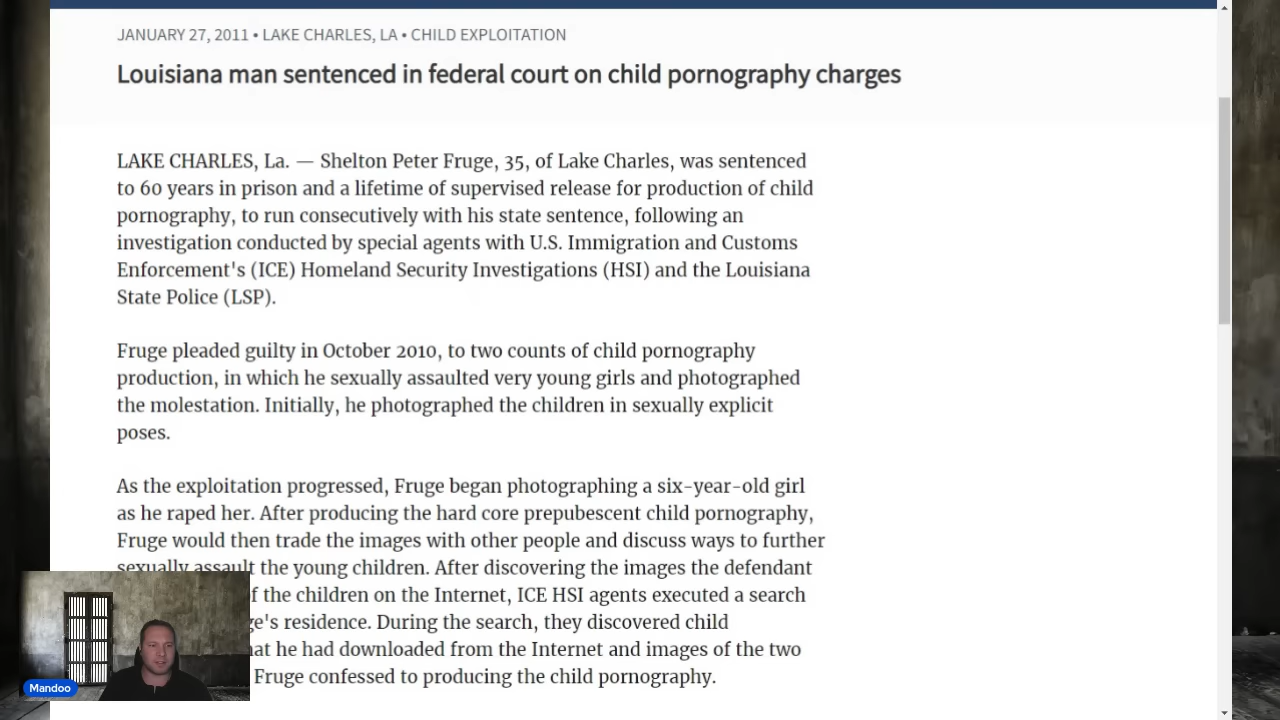 JANUARY 27, 2011 • LAKE CHARLES, LA • CHILD EXPLOITATION
Louisiana man sentenced in federal court on child pornography charges
LAKE CHARLES, La. — Shelton Peter Fruge, 35, of Lake Charles, was sentenced
to 60 years in prison and a lifetime of supervised release for production of child
pornography, to run consecutively with his state sentence, following an
investigation conducted by special agents with U.S. Immigration and Customs
Enforcement's (ICE) Homeland Security Investigations (HSI) and the Louisiana
State Police (LSP).
Fruge pleaded guilty in October 2010, to two counts of child pornography
production, in which he sexually assaulted very young girls and photographed
the molestation. Initially, he photographed the children in sexually explicit
poses.
As the exploitation progressed, Fruge began photographing a six-year-old girl
as he raped her. After producing the hard core prepubescent child pornography,
Fruge would then trade the images with other people and discuss ways to further
sexually assault the young children. After discovering the images the defendant
the children on the Internet, ICE HSI agents executed a search
residence. During the search, they discovered child
he had downloaded from the Internet and images of the two
Fruge confessed to producing the child pornography.
Mandoo